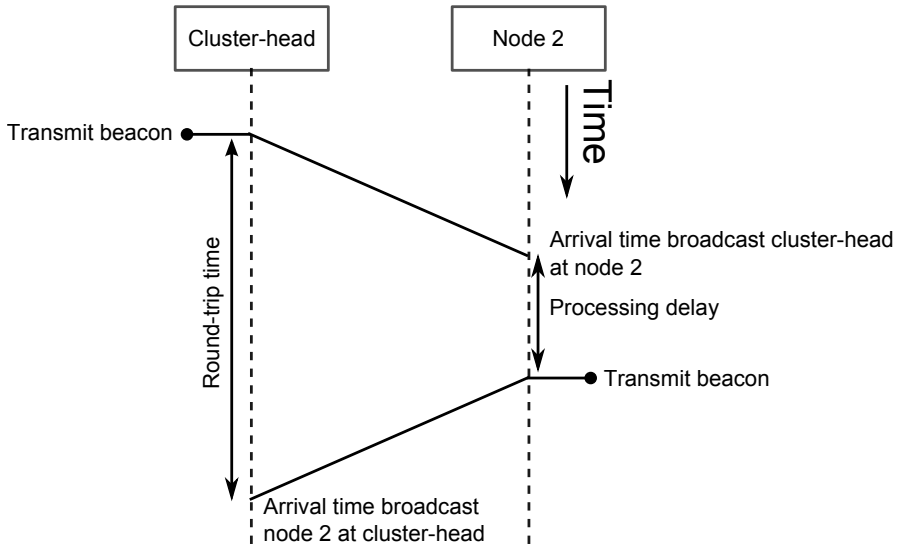 Cluster-head
Node 2
Time
Transmit beacon
Arrival time broadcast cluster-head
at node 2
Round-trip time
Processing delay
Transmit beacon
Arrival time broadcast
node 2 at cluster-head